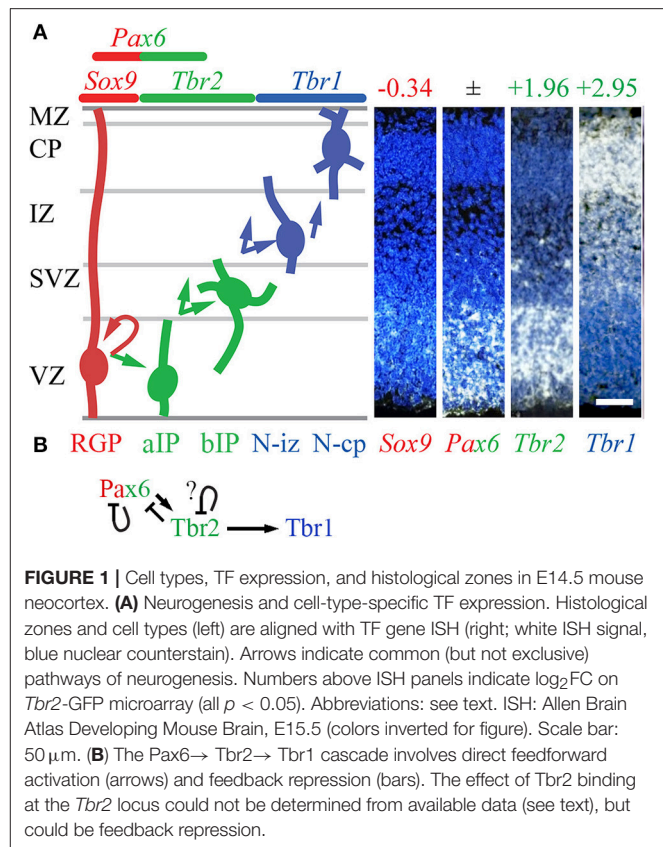 A
Pax6
Sox9 Tbr2 Tbr1 -0.34 ± +1.96 +2.95
MZ
CP
IZ
SVZ
VZ
B RGP aIP bIP N-iz N-cp Sox9 Pax6 Tbr2 Tbr1
Pax6 ?
Tbr2 Tbr1
FIGURE 1 | Cell types, TF expression, and histological zones in E14.5 mouse
neocortex. (A) Neurogenesis and cell-type-specific TF expression. Histological
zones and cell types (left) are aligned with TF gene ISH (right; white ISH signal,
blue nuclear counterstain). Arrows indicate common (but not exclusive)
pathways of neurogenesis. Numbers above ISH panels indicate log₂FC on
Tbr2-GFP microarray (all p < 0.05). Abbreviations: see text. ISH: Allen Brain
Atlas Developing Mouse Brain, E15.5 (colors inverted for figure). Scale bar:
50 μm. (B) The Pax6→ Tbr2→ Tbr1 cascade involves direct feedforward
activation (arrows) and feedback repression (bars). The effect of Tbr2 binding
at the Tbr2 locus could not be determined from available data (see text), but
could be feedback repression.